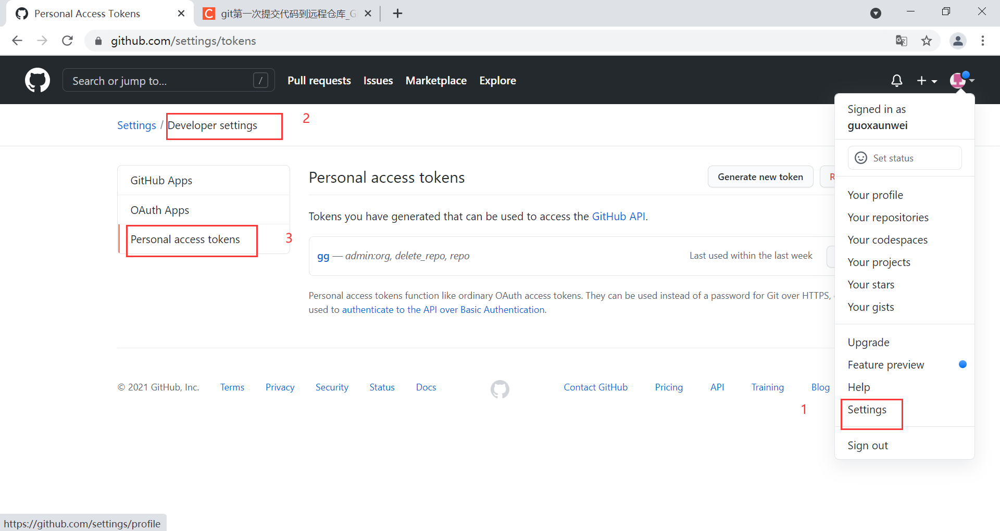 Personal Access Tokens
git第一次提交代码到远程仓库_G
github.com/settings/tokens
Search or jump to...
/
Pull requests
Issues
Marketplace
Explore
Signed in as
guoxaunwei
Set status
Your profile
Your repositories
Your codespaces
Your projects
Your stars
Your gists
Upgrade
Feature preview
Help
Settings
Sign out
1
Settings / Developer settings
2
GitHub Apps
OAuth Apps
Personal access tokens
3
Personal access tokens
Generate new token
R
Tokens you have generated that can be used to access the GitHub API.
gg — admin:org, delete_repo, repo
Last used within the last week
Personal access tokens function like ordinary OAuth access tokens. They can be used instead of a password for Git over HTTPS,
used to authenticate to the API over Basic Authentication.
© 2021 GitHub, Inc.
Terms
Privacy
Security
Status
Docs
Contact GitHub
Pricing
API
Training
Blog
https://github.com/settings/profile